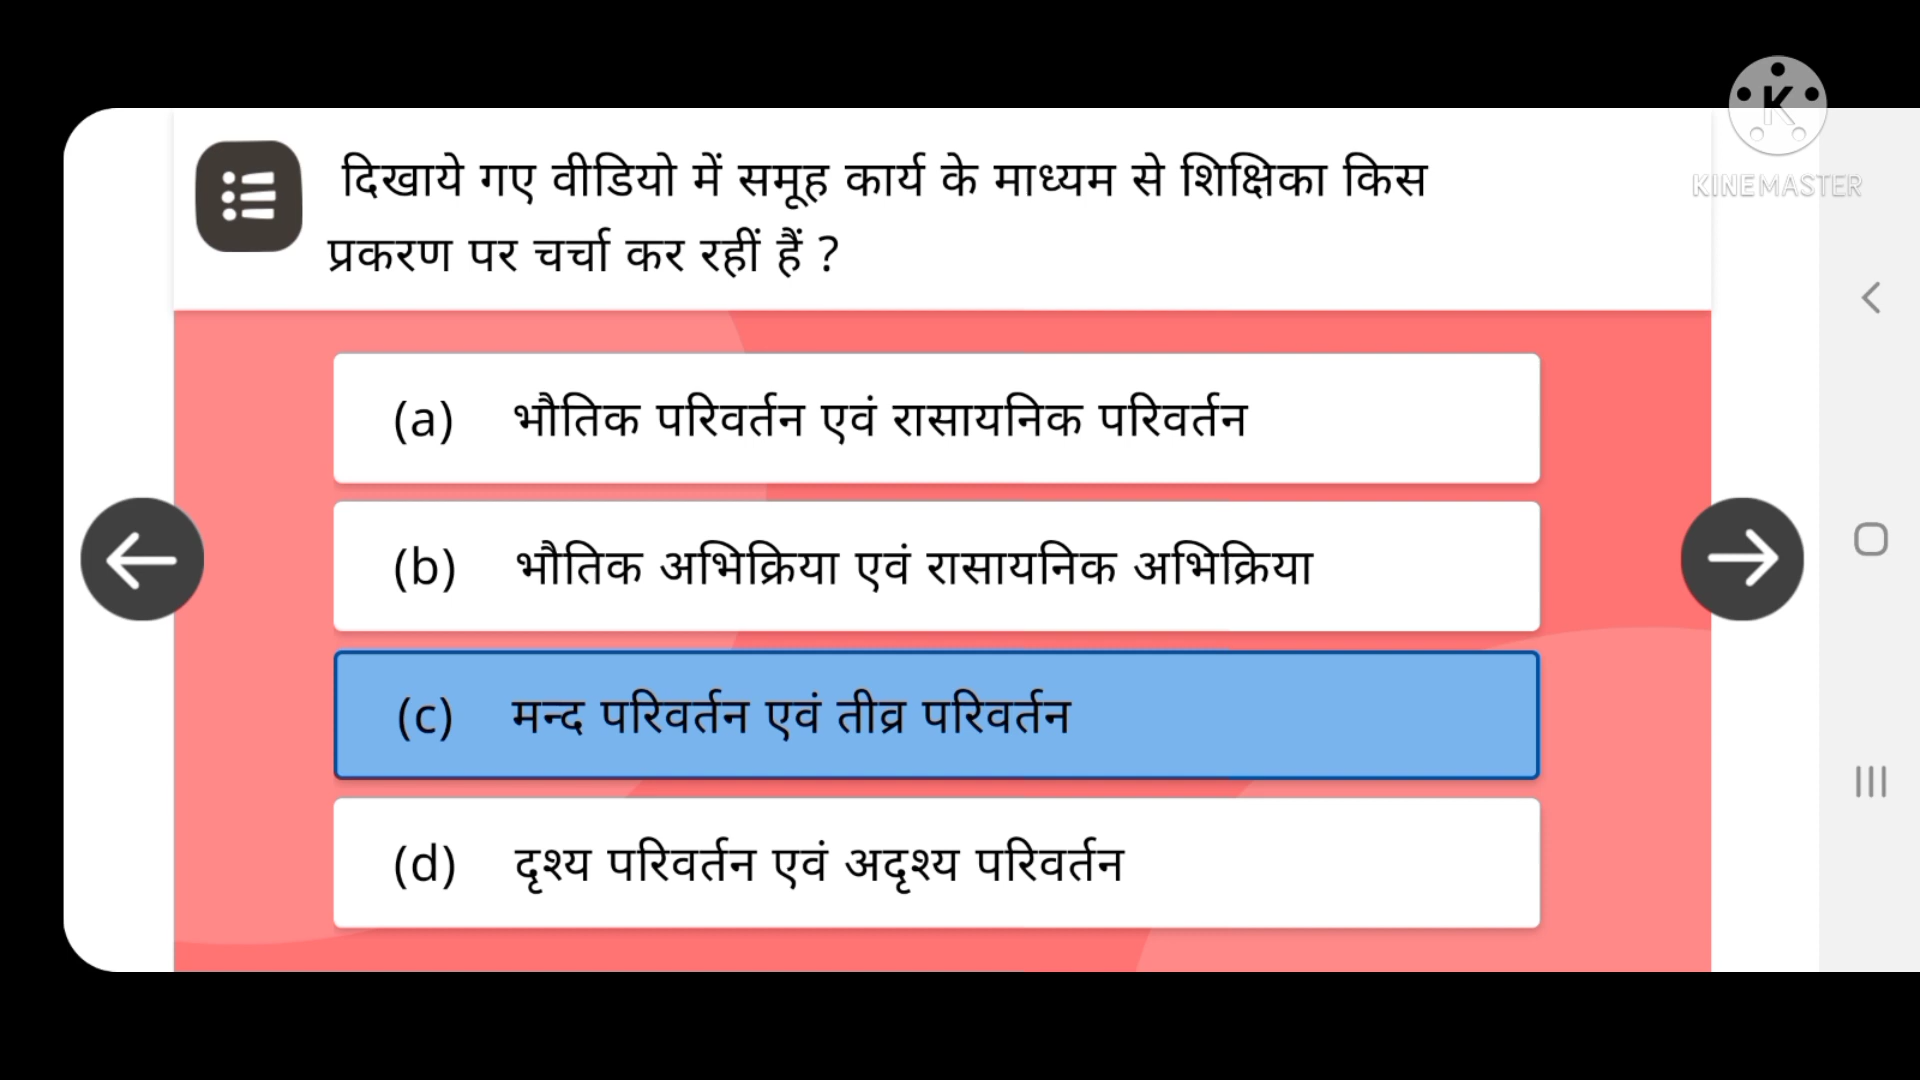 दिखाये गए वीडियो में समूह कार्य के माध्यम से शिक्षिका किस
प्रकरण पर चर्चा कर रहीं हैं ?
K
KINEMASTER
(a) भौतिक परिवर्तन एवं रासायनिक परिवर्तन
(b) भौतिक अभिक्रिया एवं रासायनिक अभिक्रिया
(c) मन्द परिवर्तन एवं तीव्र परिवर्तन
(d) दृश्य परिवर्तन एवं अदृश्य परिवर्तन